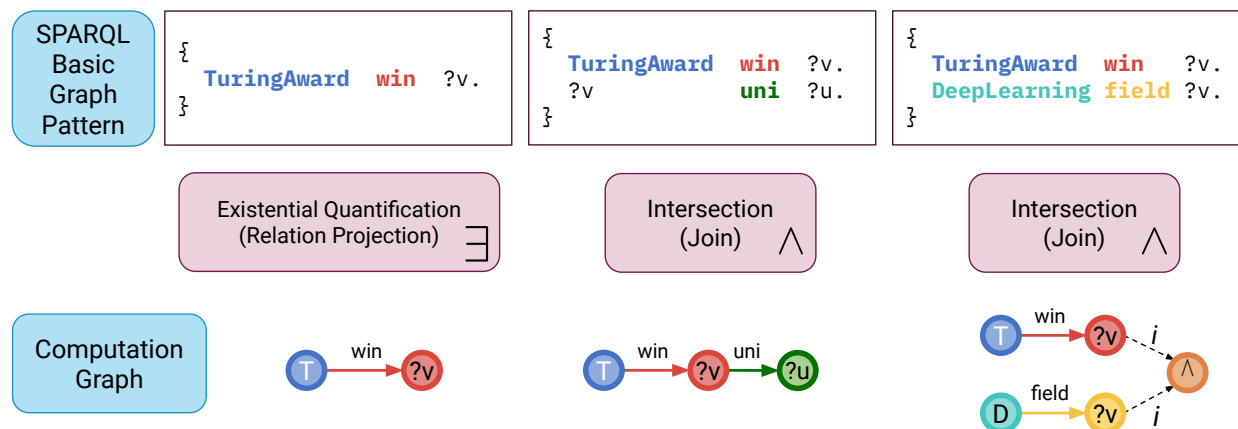 SPARQL
Basic
Graph
Pattern
{
TuringAward win ?v.
}
{
TuringAward win ?v.
?v uni ?u.
}
{
TuringAward win ?v.
DeepLearning field ?v.
}
Existential Quantification
(Relation Projection) ∃
Intersection
(Join) ∧
Intersection
(Join) ∧
Computation
Graph
T win ?v
T win ?v uni ?u
T win ?v i
∧
D field ?v i